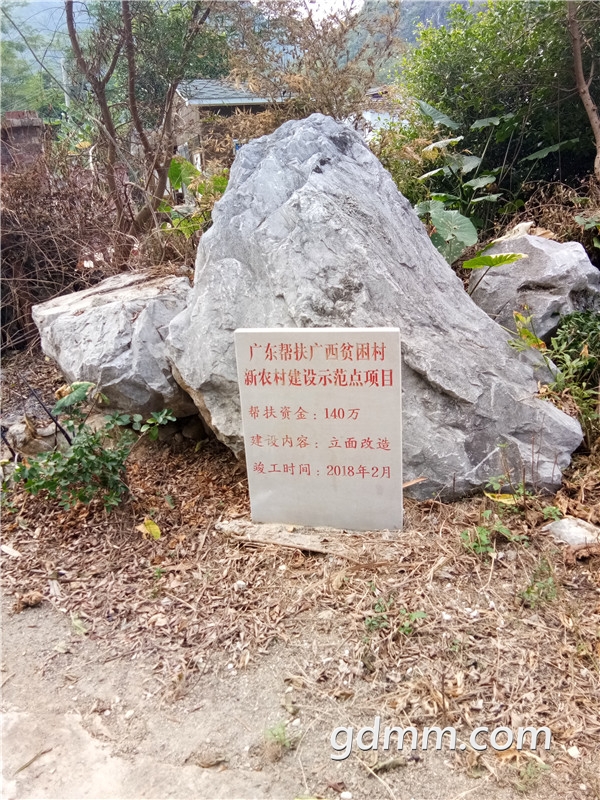 广东帮扶广西贫困村
新农村建设示范点项目
帮扶资金：140万
建设内容：立面改造
竣工时间：2018年2月
gdmm.com